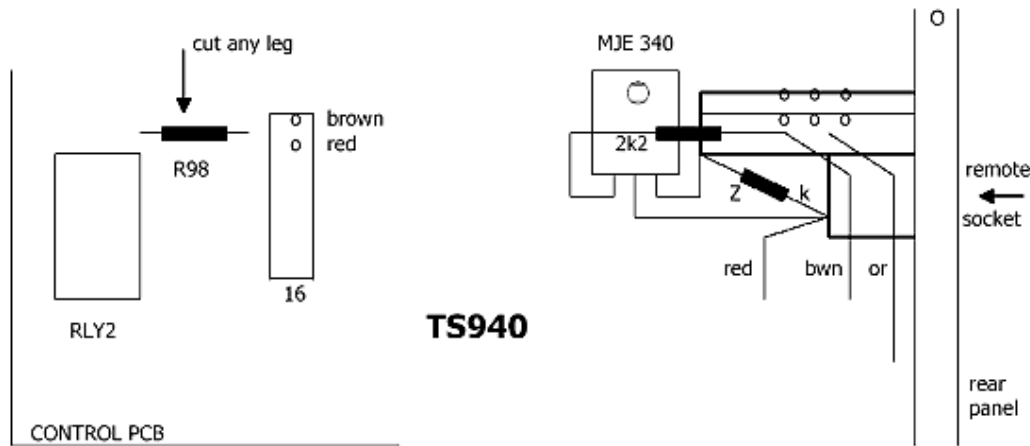 cut any leg
brown
red
R98
16
RLY2
CONTROL PCB
TS940
MJE 340
O
2k2
Z k
red bwn or
remote
socket
rear
panel